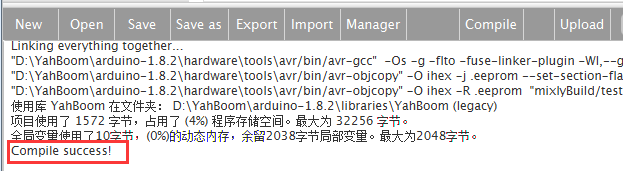 New Open Save Save as Export Import Manager Compile Upload
Linking everything together...
"D:\YahBoom\arduino-1.8.2\hardware\tools\avr/bin/avr-gcc" -Os -g -flto -fuse-linker-plugin -Wl,--g
"D:\YahBoom\arduino-1.8.2\hardware\tools\avr/bin/avr-objcopy" -O ihex -j .eeprom --set-section-fla
"D:\YahBoom\arduino-1.8.2\hardware\tools\avr/bin/avr-objcopy" -O ihex -R .eeprom "mixlyBuild/test
使用库 YahBoom 在文件夹： D:\YahBoom\arduino-1.8.2\libraries\YahBoom (legacy)
项目使用了 1572 字节，占用了 (4%) 程序存储空间。最大为 32256 字节。
全局变量使用了10字节，(0%)的动态内存，余留2038字节局部变量。最大为2048字节。
Compile success!